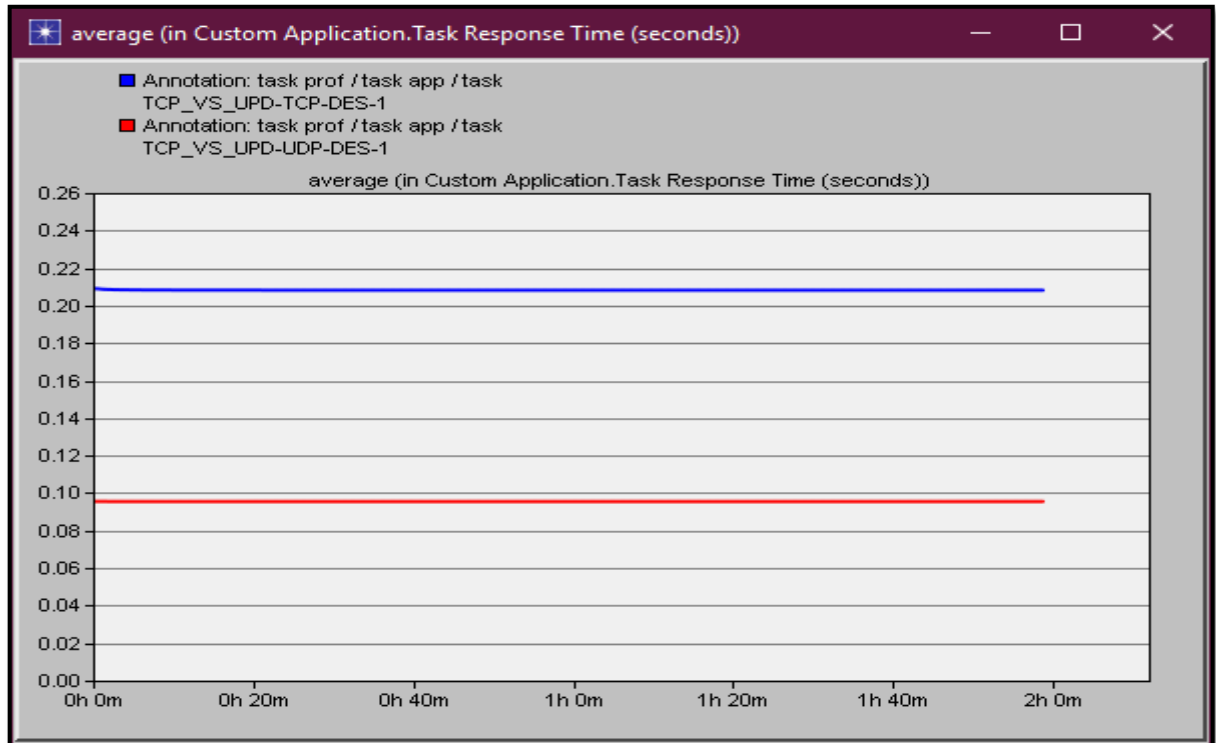 average (in Custom Application.Task Response Time (seconds))
Annotation: task prof / task app / task
TCP_VS_UPD-TCP-DES-1
Annotation: task prof / task app / task
TCP_VS_UPD-UDP-DES-1
average (in Custom Application.Task Response Time (seconds))
0.26
0.24
0.22
0.20
0.18
0.16
0.14
0.12
0.10
0.08
0.06
0.04
0.02
0.00
0h 0m 0h 20m 0h 40m 1h 0m 1h 20m 1h 40m 2h 0m